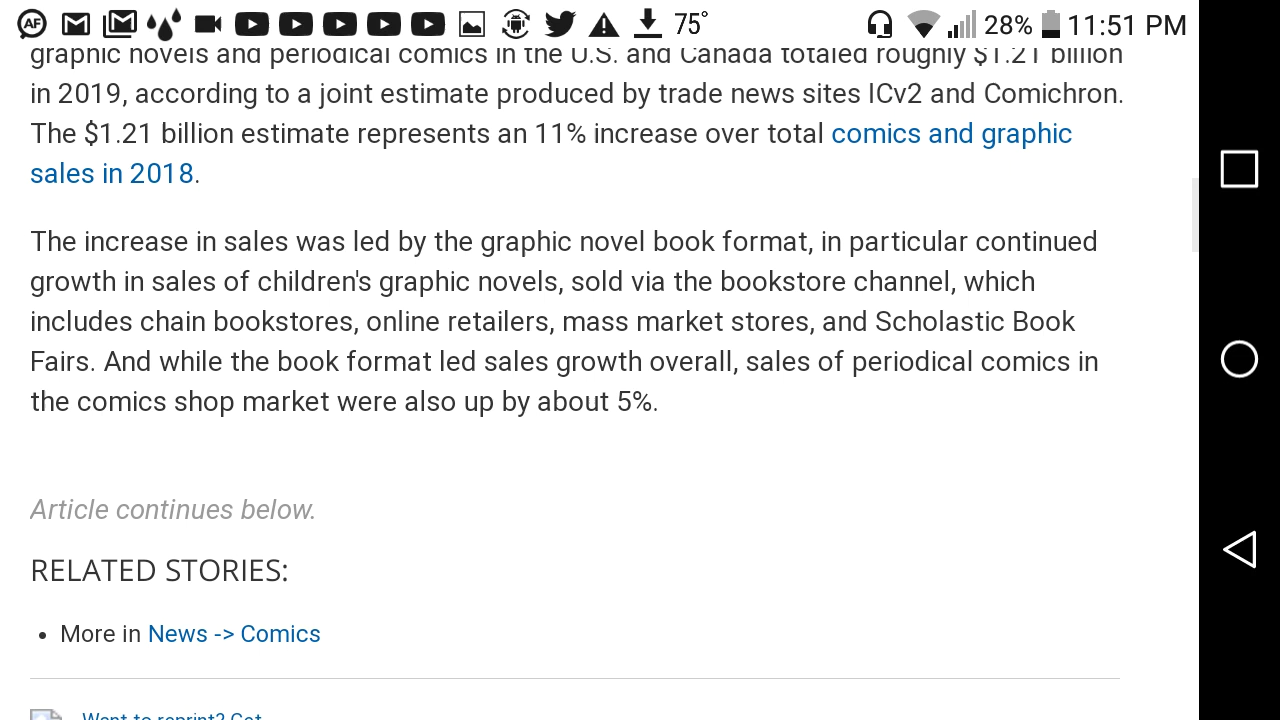 AF 75° 28% 11:51 PM
graphic novels and periodical comics in the U.S. and Canada totaled roughly $1.21 billion
in 2019, according to a joint estimate produced by trade news sites ICv2 and Comichron.
The $1.21 billion estimate represents an 11% increase over total comics and graphic
sales in 2018.
The increase in sales was led by the graphic novel book format, in particular continued
growth in sales of children's graphic novels, sold via the bookstore channel, which
includes chain bookstores, online retailers, mass market stores, and Scholastic Book
Fairs. And while the book format led sales growth overall, sales of periodical comics in
the comics shop market were also up by about 5%.
Article continues below.
RELATED STORIES:
• More in News -> Comics
Want to reprint? Get